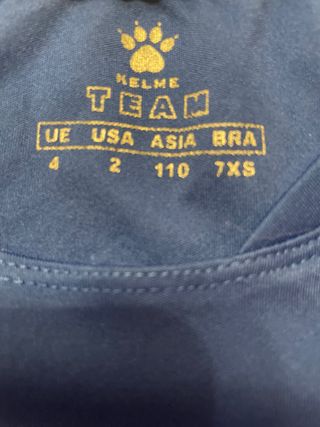 KELME
TEAM
UE USA ASIA BRA
4 2 110 7XS